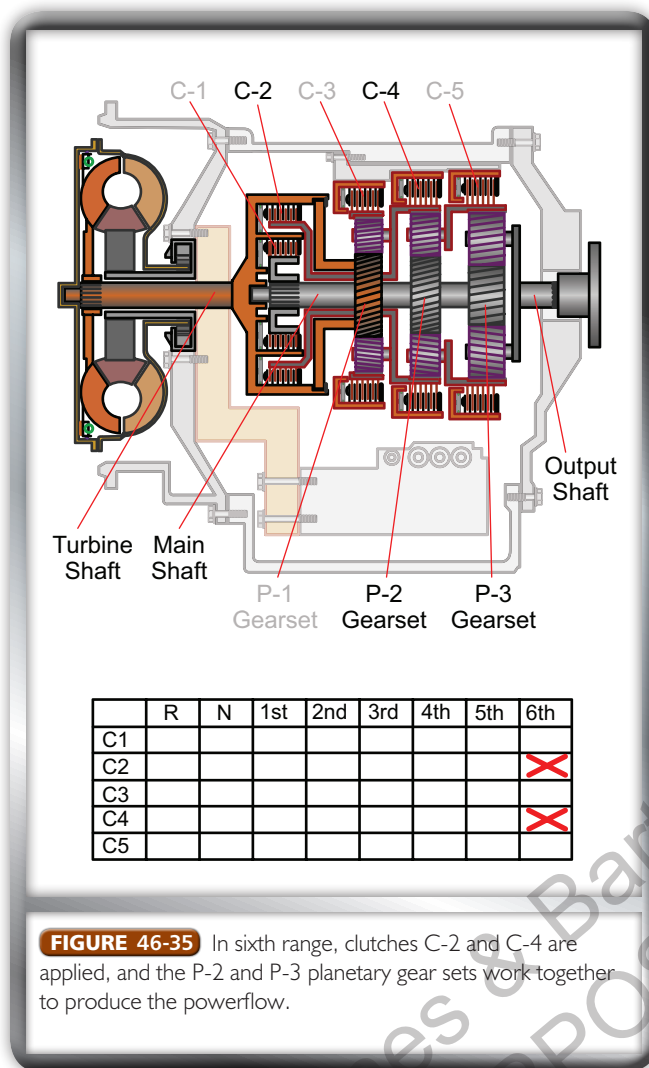 C-1 C-2 C-3 C-4 C-5
Output
Shaft
Turbine
Shaft
Main
Shaft
P-1
Gearset
P-2
Gearset
P-3
Gearset
R N 1st 2nd 3rd 4th 5th 6th
C1
C2
C3
C4
C5
FIGURE 46-35 In sixth range, clutches C-2 and C-4 are
applied, and the P-2 and P-3 planetary gear sets work together
to produce the powerflow.